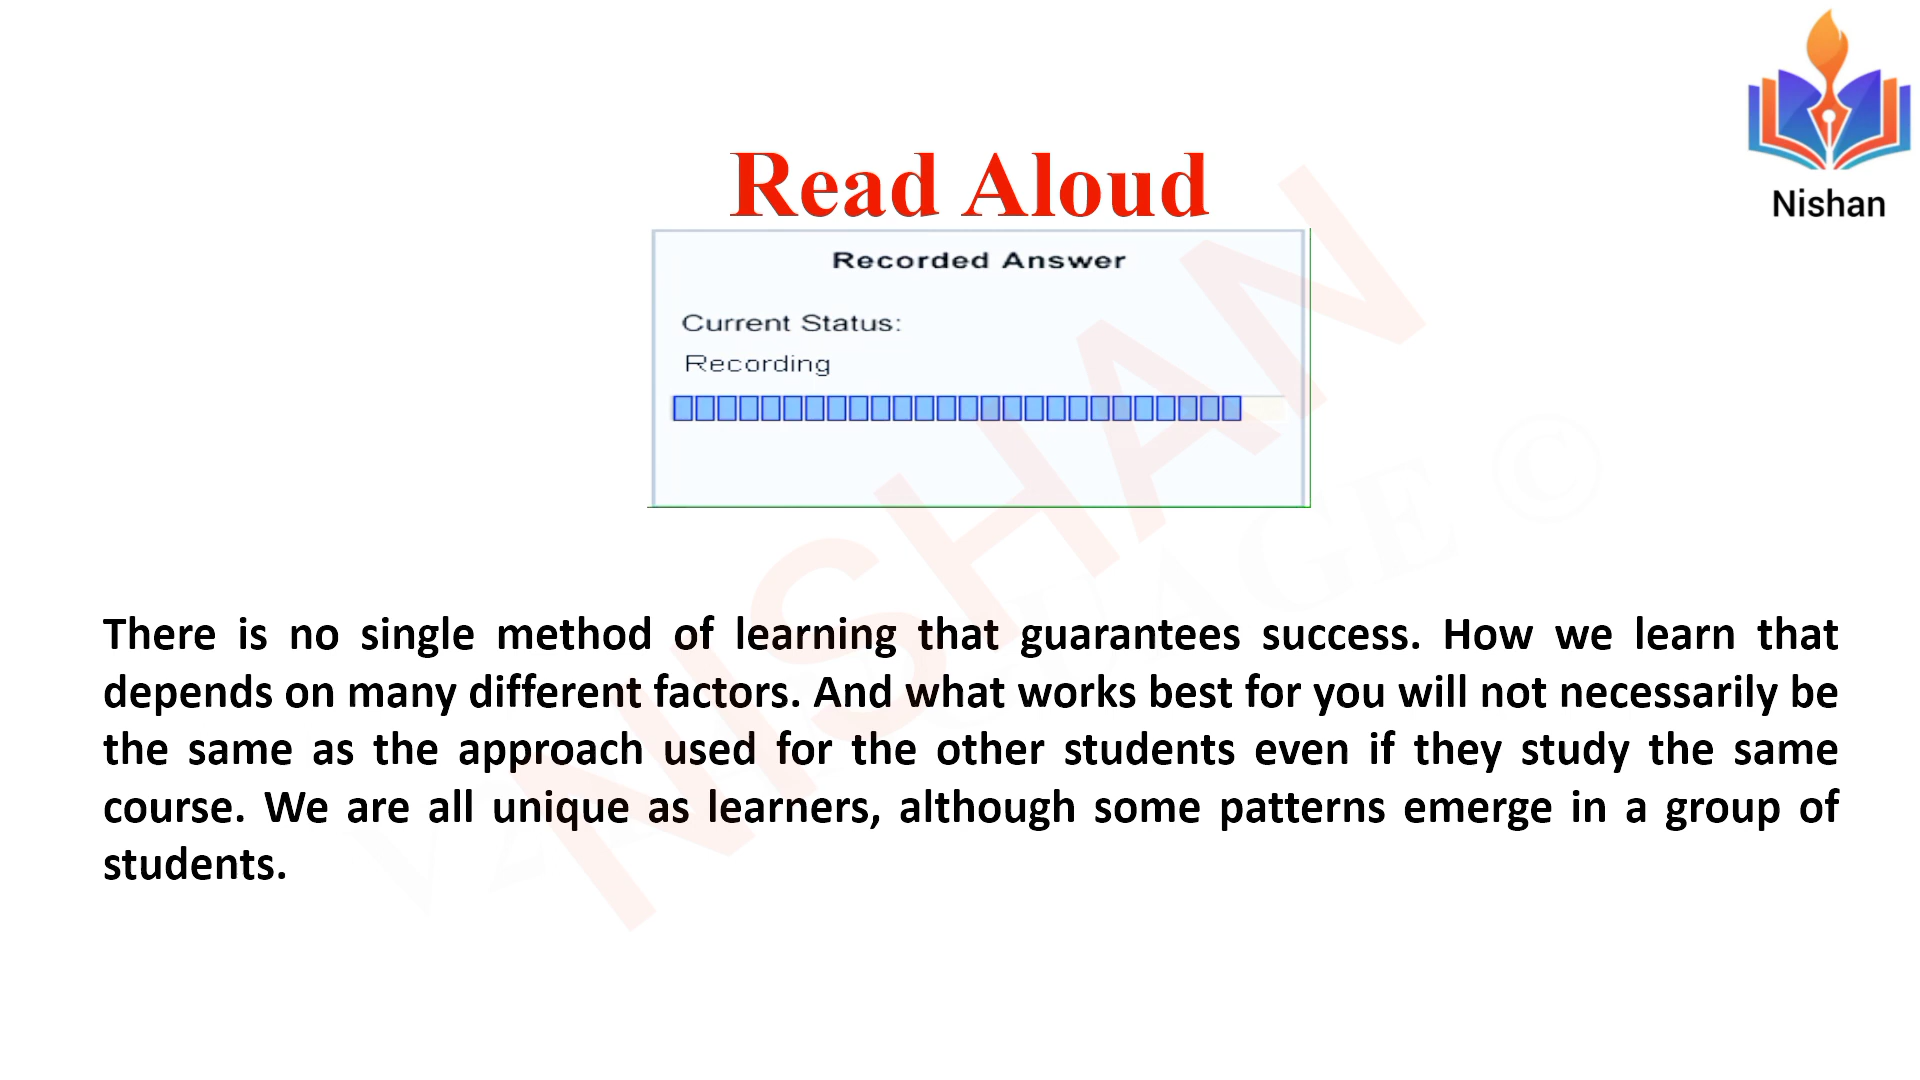 Nishan
Read Aloud
Recorded Answer
Current Status:
Recording
There is no single method of learning that guarantees success. How we learn that
depends on many different factors. And what works best for you will not necessarily be
the same as the approach used for the other students even if they study the same
course. We are all unique as learners, although some patterns emerge in a group of
students.
NISHAN